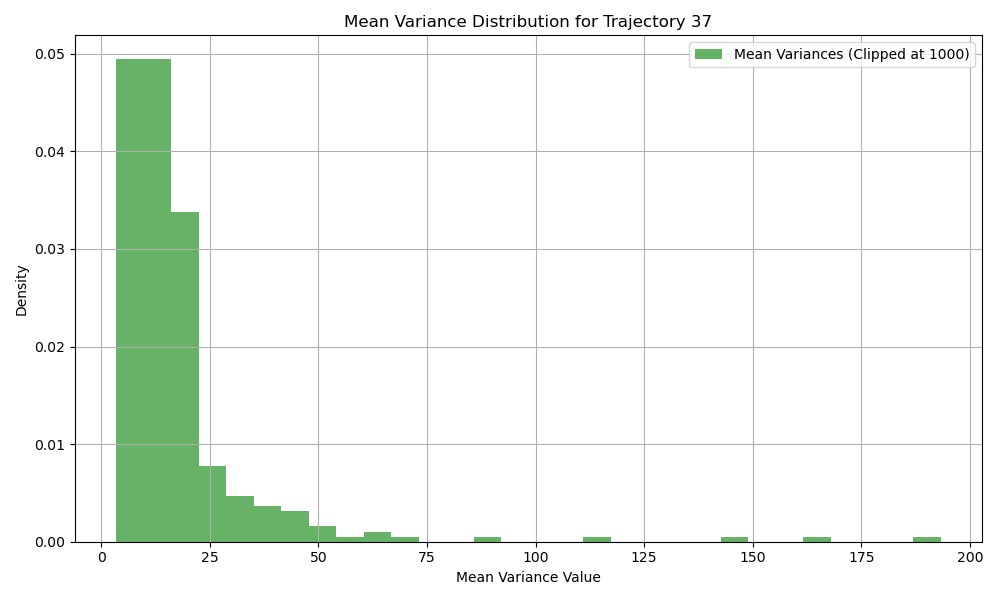 Mean Variance Distribution for Trajectory 37
Mean Variances (Clipped at 1000)
0.05
0.04
0.03
0.02
0.01
0.00
Density
0 25 50 75 100 125 150 175 200
Mean Variance Value